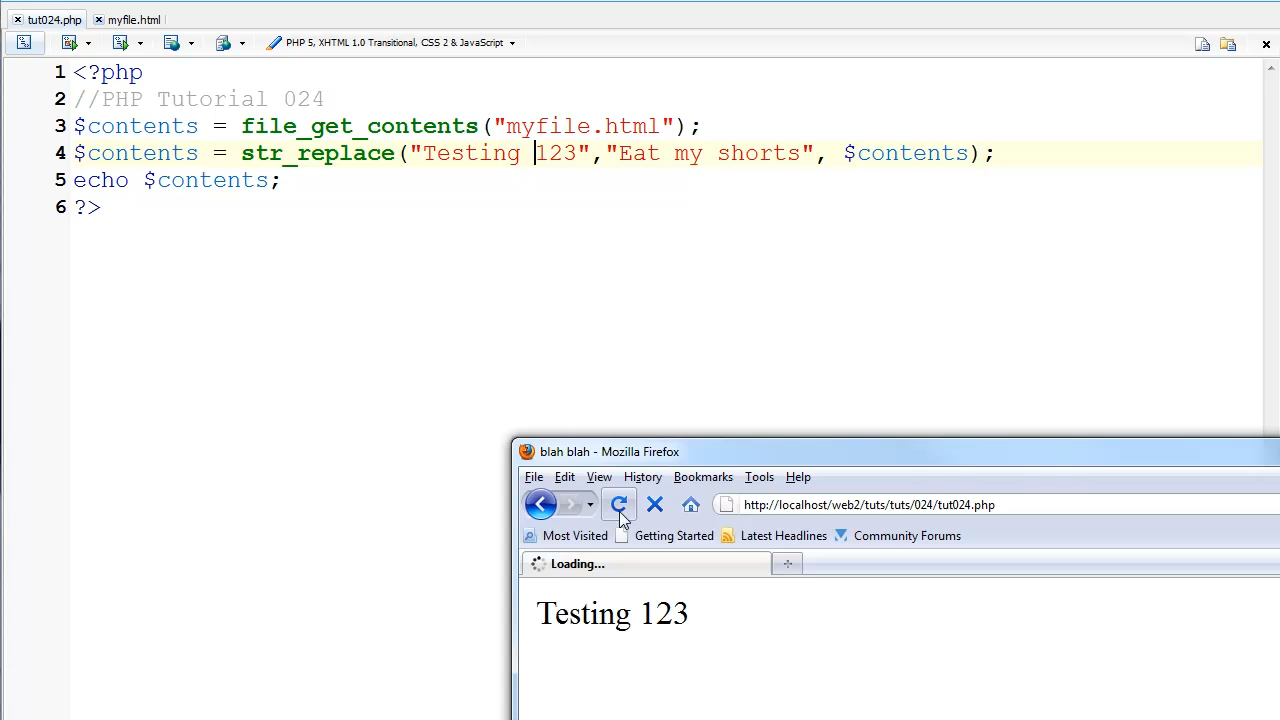 tut024.php myfile.html
PHP 5, XHTML 1.0 Transitional, CSS 2 & JavaScript
1 <?php
2 //PHP Tutorial 024
3 $contents = file_get_contents("myfile.html");
4 $contents = str_replace("Testing 123","Eat my shorts", $contents);
5 echo $contents;
6 ?>
blah blah - Mozilla Firefox
File Edit View History Bookmarks Tools Help
http://localhost/web2/tuts/tuts/024/tut024.php
Most Visited Getting Started Latest Headlines Community Forums
Loading...
Testing 123